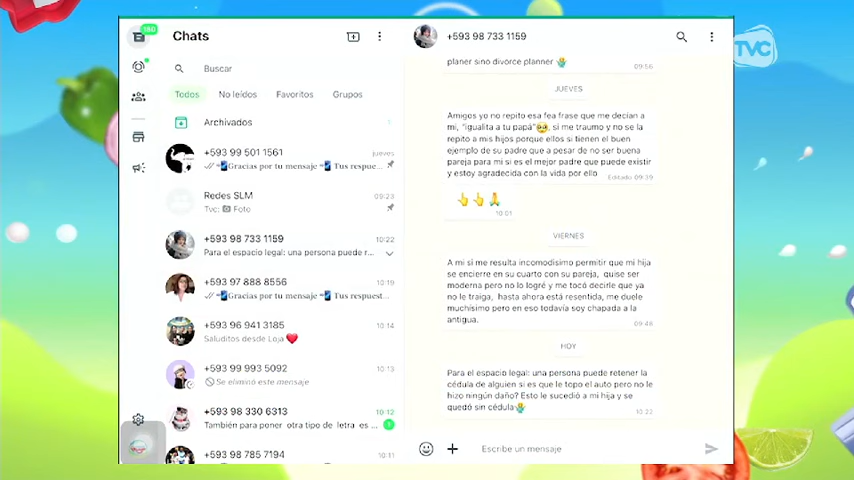 180
Chats
+593 98 733 1159
TVC
Buscar
Todos
No leídos
Favoritos
Grupos
Archivados
+593 99 501 1561
jueves
Gracias por tu mensaje
Tus respue...
Redes SLM
09:23
Tvc: Foto
+593 98 733 1159
10:22
Para el espacio legal: una persona puede r...
+593 97 888 8556
10:19
Gracias por tu mensaje
Tus respuest...
+593 96 941 3185
10:14
Saluditos desde Loja
+593 99 993 5092
10:13
Se eliminó este mensaje
+593 98 330 6313
10:12
También para poner otra tipo de letra es ...
+593 98 785 7194
10:11
planer sino divorce planner
09:56
JUEVES
Amigos yo no repito esa fea frase que me decían a
mi, "igualita a tu papá", si me traumo y no se la
repito a mis hijos porque ellos si tienen el buen
ejemplo de su padre que a pesar de no ser buena
pareja para mi si es el mejor padre que puede existir
y estoy agradecida con la vida por ello
Editado 09:39
10:01
VIERNES
A mi si me resulta incomodisimo permitir que mi hija
se encierre en su cuarto con su pareja, quise ser
moderna pero no lo logré y me tocó decirle que ya
no le traiga, hasta ahora está resentida, me duele
muchísimo pero en eso todavía soy chapada a la
antigua.
09:46
HOY
Para el espacio legal: una persona puede retener la
cédula de alguien si es que le topo el auto pero no le
hizo ningún daño? Esto le sucedió a mi hija y se
quedó sin cédula
10:22
Escribe un mensaje